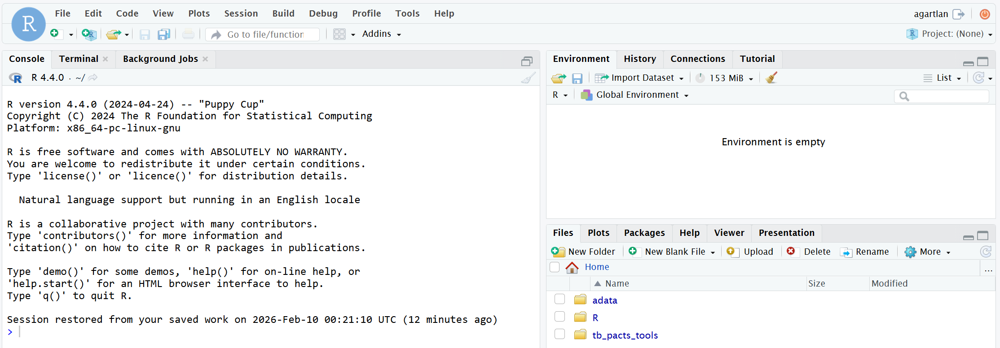 R
File Edit Code View Plots Session Build Debug Profile Tools Help
agartlan
Go to file/function
Addins
Project: (None)
Console Terminal Background Jobs
R 4.4.0 · ~/
R version 4.4.0 (2024-04-24) -- "Puppy Cup"
Copyright (C) 2024 The R Foundation for Statistical Computing
Platform: x86_64-pc-linux-gnu
R is free software and comes with ABSOLUTELY NO WARRANTY.
You are welcome to redistribute it under certain conditions.
Type 'license()' or 'licence()' for distribution details.
Natural language support but running in an English locale
R is a collaborative project with many contributors.
Type 'contributors()' for more information and
'citation()' on how to cite R or R packages in publications.
Type 'demo()' for some demos, 'help()' for on-line help, or
'help.start()' for an HTML browser interface to help.
Type 'q()' to quit R.
Session restored from your saved work on 2026-Feb-10 00:21:10 UTC (12 minutes ago)
>
Environment History Connections Tutorial
Import Dataset 153 MiB List
R Global Environment
Environment is empty
Files Plots Packages Help Viewer Presentation
New Folder New Blank File Upload Delete Rename More
Home ...
Name Size Modified
adata
R
tb_pacts_tools